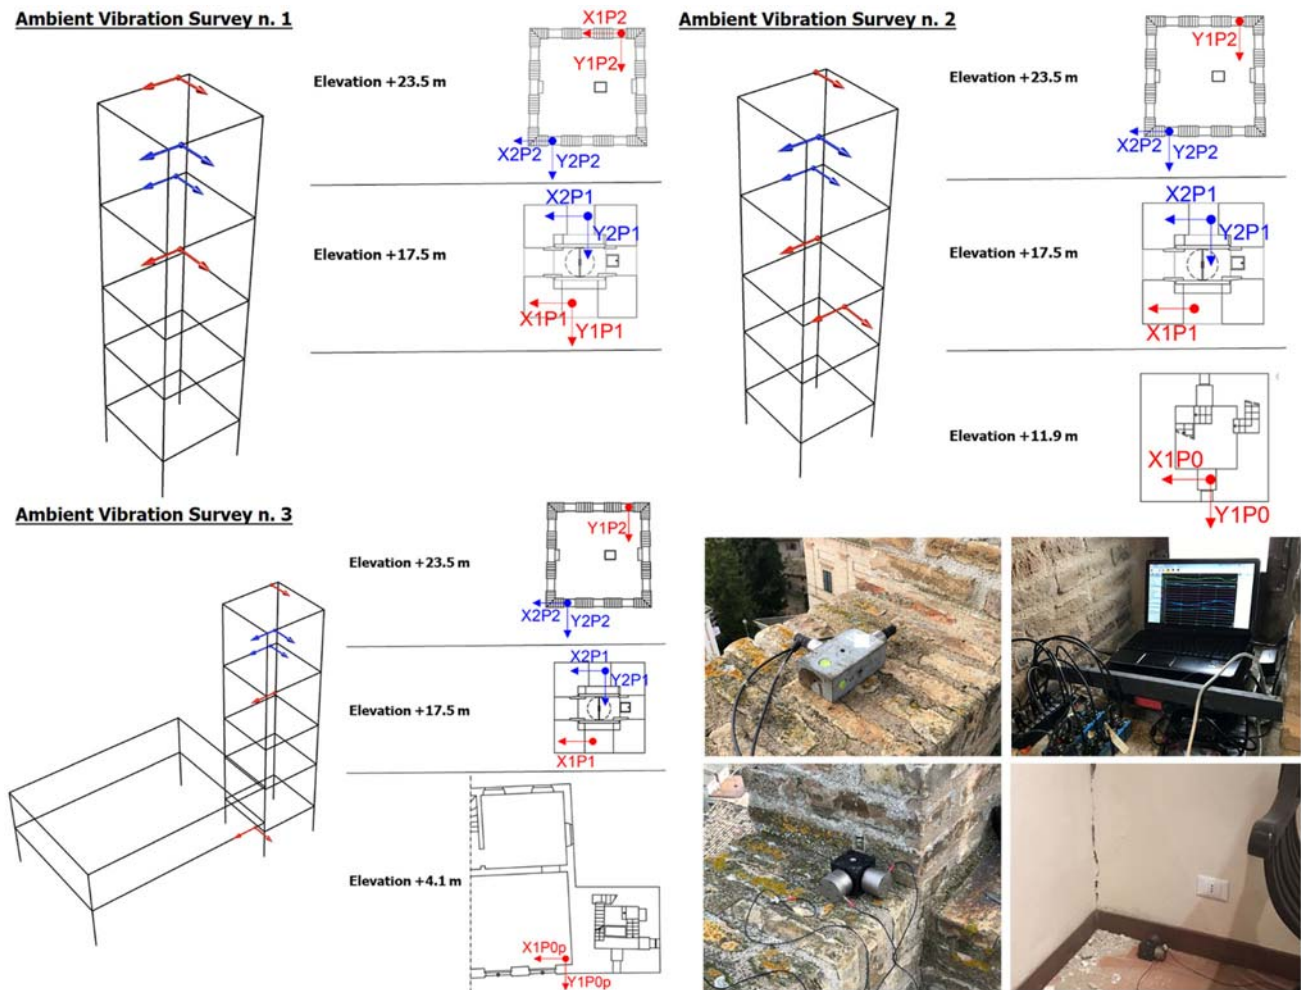 Ambient Vibration Survey n. 1
X1P2
Y1P2
Elevation +23.5 m
X2P2
Y2P2
X2P1
Y2P1
Elevation +17.5 m
X1P1
Y1P1
Ambient Vibration Survey n. 2
Y1P2
Elevation +23.5 m
X2P2
Y2P2
X2P1
Y2P1
Elevation +17.5 m
X1P1
Elevation +11.9 m
X1P0
Y1P0
Ambient Vibration Survey n. 3
Y1P2
Elevation +23.5 m
X2P2
Y2P2
X2P1
Y2P1
Elevation +17.5 m
X1P1
Elevation +4.1 m
X1P0p
Y1P0p